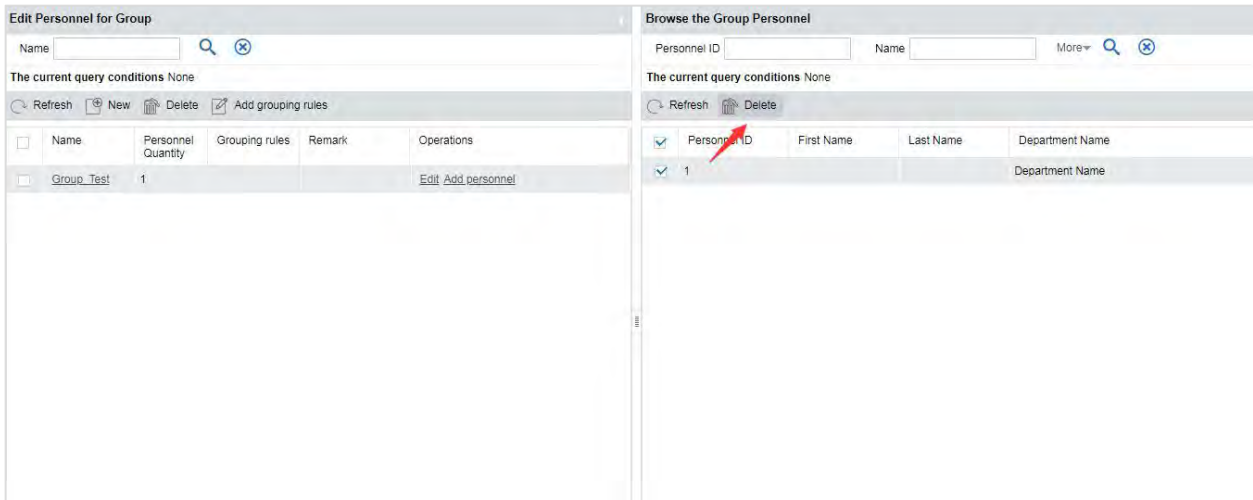 Edit Personnel for Group
Name
The current query conditions None
Refresh New Delete Add grouping rules
Name Personnel Quantity Grouping rules Remark Operations
Group_Test 1 Edit Add personnel
Browse the Group Personnel
Personnel ID Name More
The current query conditions None
Refresh Delete
Personnel ID First Name Last Name Department Name
1 Department Name